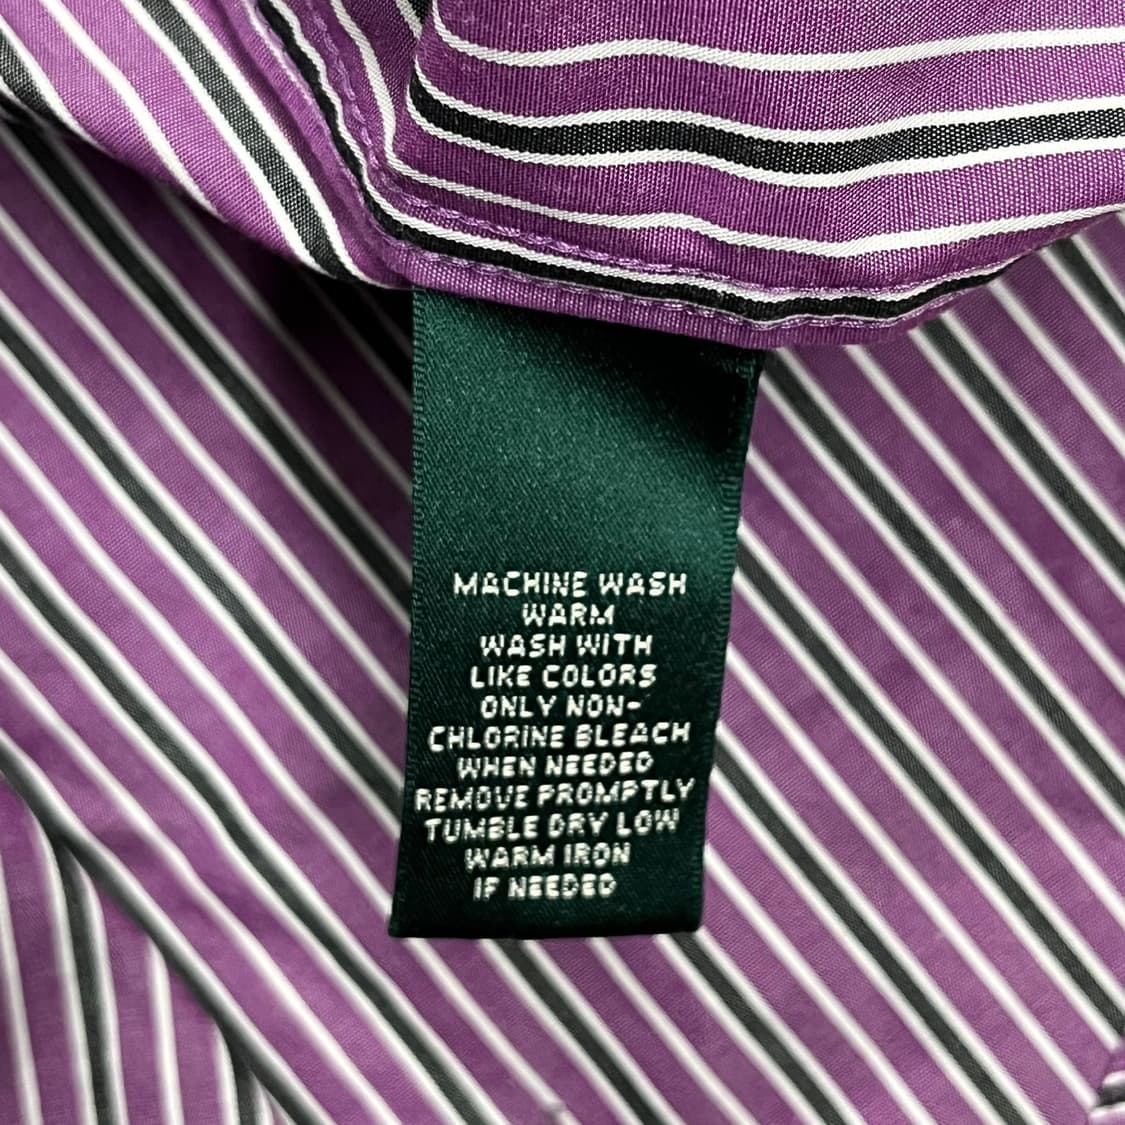 MACHINE WASH
WARM
WASH WITH
LIKE COLORS
ONLY NON-
CHLORINE BLEACH
WHEN NEEDED
REMOVE PROMPTLY
TUMBLE DRY LOW
WARM IRON
IF NEEDED